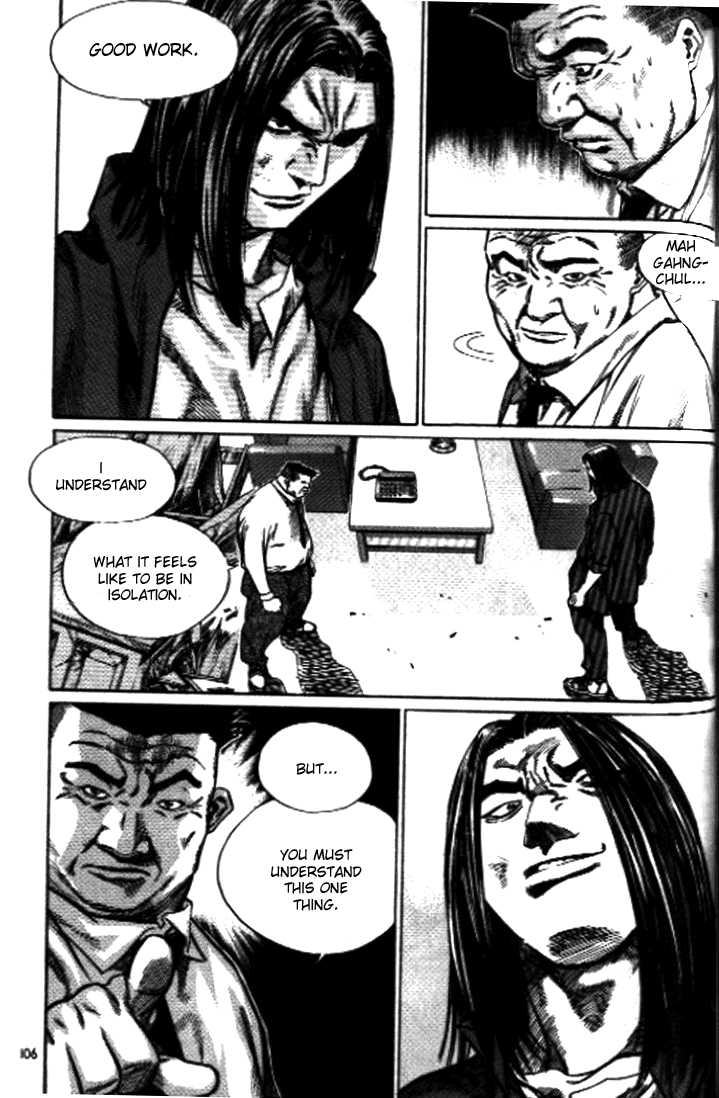 GOOD WORK.
MAH
GAHNG-
CHUL...
I
UNDERSTAND
WHAT IT FEELS
LIKE TO BE IN
ISOLATION.
BUT...
YOU MUST
UNDERSTAND
THIS ONE
THING.
106